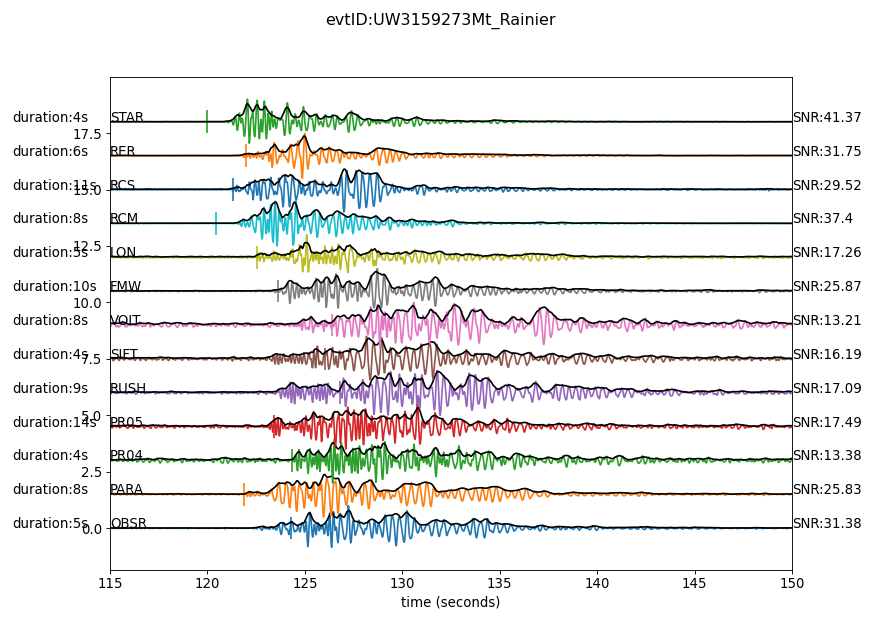 evtID:UW3159273Mt_Rainier
duration:4s STAR SNR:41.37
17.5
duration:6s RER SNR:31.75
duration:11s RCS SNR:29.52
15.0
duration:8s RCM SNR:37.4
12.5
duration:5s LON SNR:17.26
duration:10s FMW SNR:25.87
10.0
duration:8s VOIT SNR:13.21
duration:4s SIFT SNR:16.19
7.5
duration:9s RUSH SNR:17.09
5.0
duration:14s PR05 SNR:17.49
duration:4s PR04 SNR:13.38
2.5
duration:8s PARA SNR:25.83
duration:5s OBSR SNR:31.38
0.0
115 120 125 130 135 140 145 150
time (seconds)